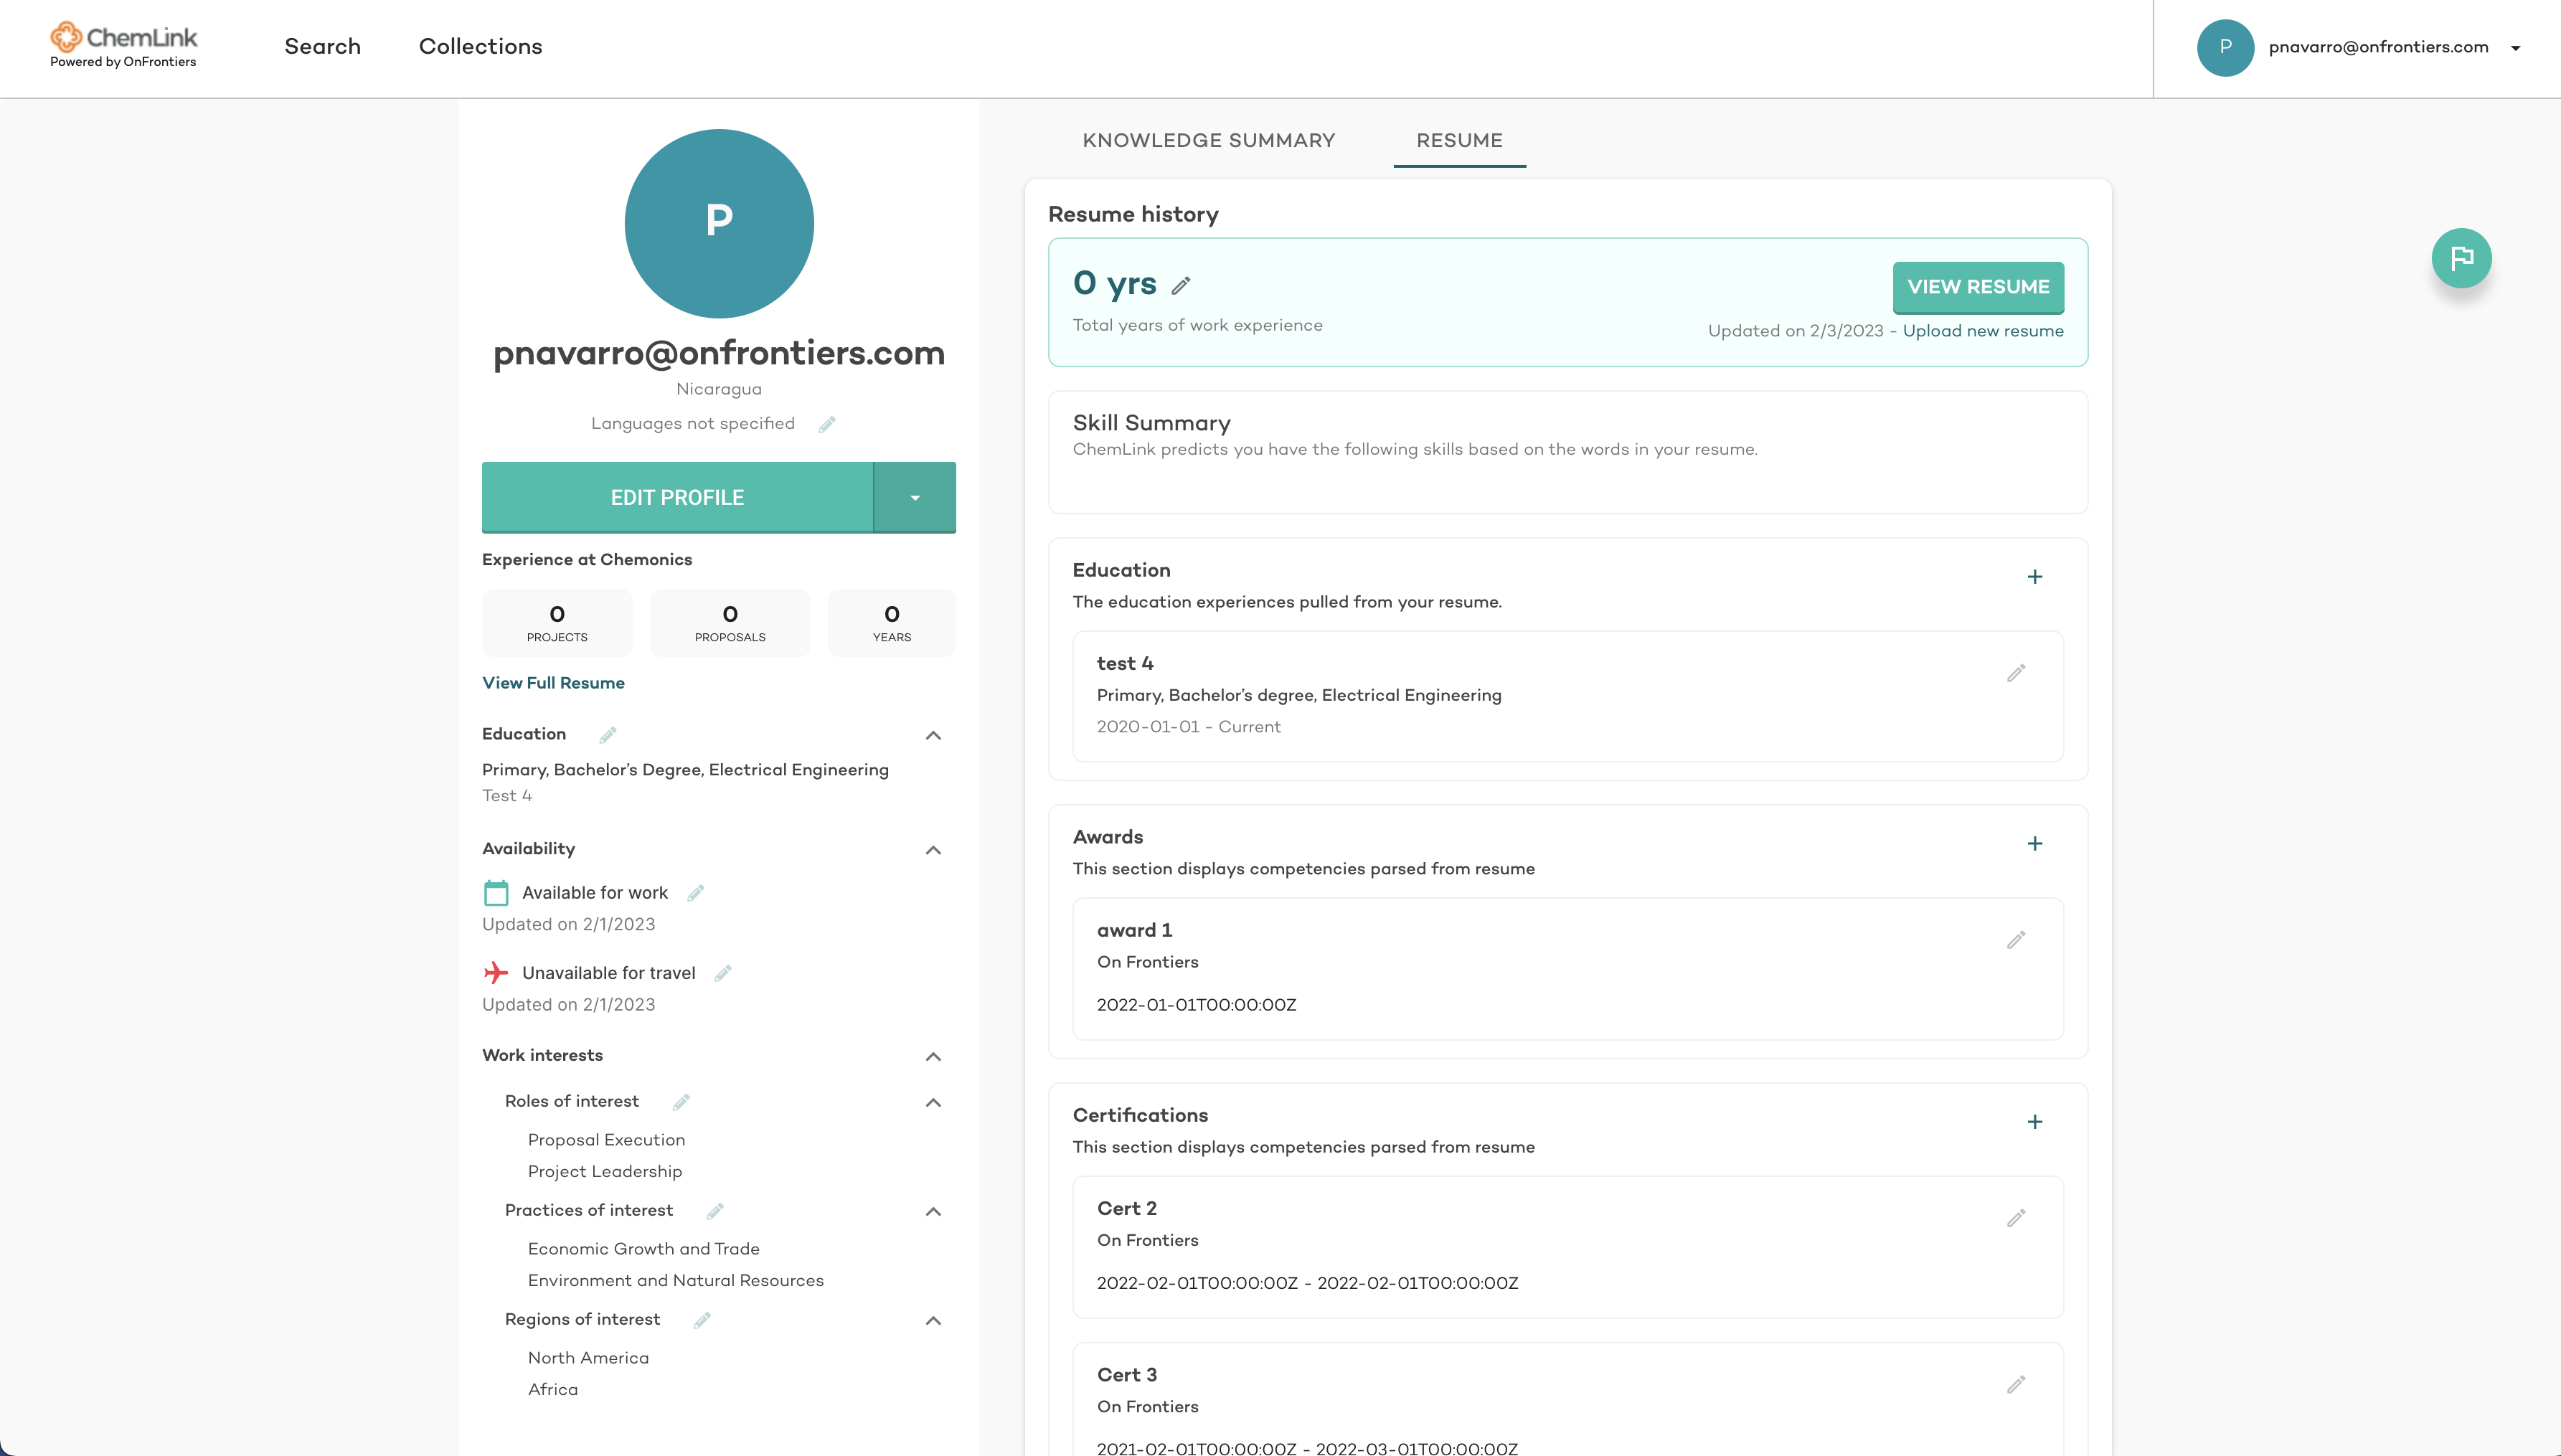 ChemLink
Powered by OnFrontiers
Search
Collections
P
pnavarro@onfrontiers.com
P
pnavarro@onfrontiers.com
Nicaragua
Languages not specified
EDIT PROFILE
Experience at Chemonics
0
PROJECTS
0
PROPOSALS
0
YEARS
View Full Resume
Education
Primary, Bachelor's Degree, Electrical Engineering
Test 4
Availability
Available for work
Updated on 2/1/2023
Unavailable for travel
Updated on 2/1/2023
Work interests
Roles of interest
Proposal Execution
Project Leadership
Practices of interest
Economic Growth and Trade
Environment and Natural Resources
Regions of interest
North America
Africa
KNOWLEDGE SUMMARY
RESUME
Resume history
0 yrs
Total years of work experience
VIEW RESUME
Updated on 2/3/2023 - Upload new resume
Skill Summary
ChemLink predicts you have the following skills based on the words in your resume.
Education
The education experiences pulled from your resume.
test 4
Primary, Bachelor's degree, Electrical Engineering
2020-01-01 - Current
Awards
This section displays competencies parsed from resume
award 1
On Frontiers
2022-01-01T00:00:00Z
Certifications
This section displays competencies parsed from resume
Cert 2
On Frontiers
2022-02-01T00:00:00Z - 2022-02-01T00:00:00Z
Cert 3
On Frontiers
2021-02-01T00:00:00Z - 2022-03-01T00:00:00Z